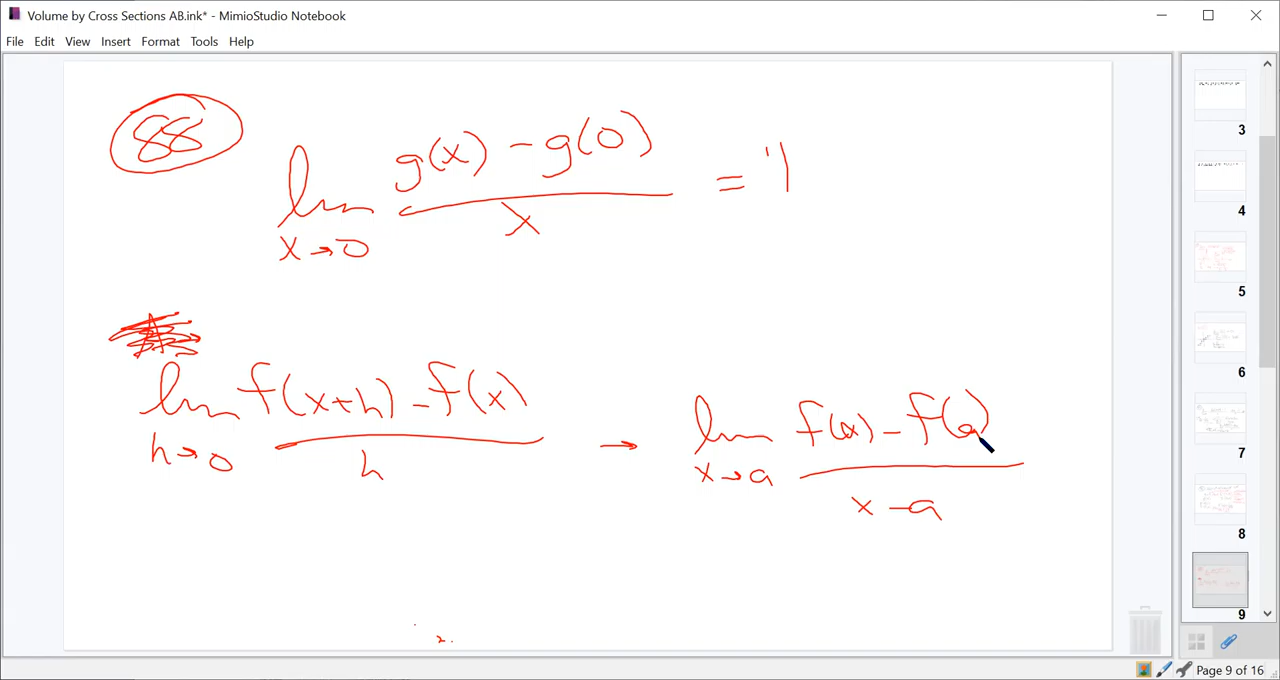 Volume by Cross Sections AB.ink* - MimioStudio Notebook
File Edit View Insert Format Tools Help
88
lim x→0 (g(x) - g(0)) / x = 1
lim h→0 (f(x+h) - f(x)) / h → lim x→a (f(x) - f(a)) / (x - a)
2.
3
4
5
6
7
8
9
Page 9 of 16